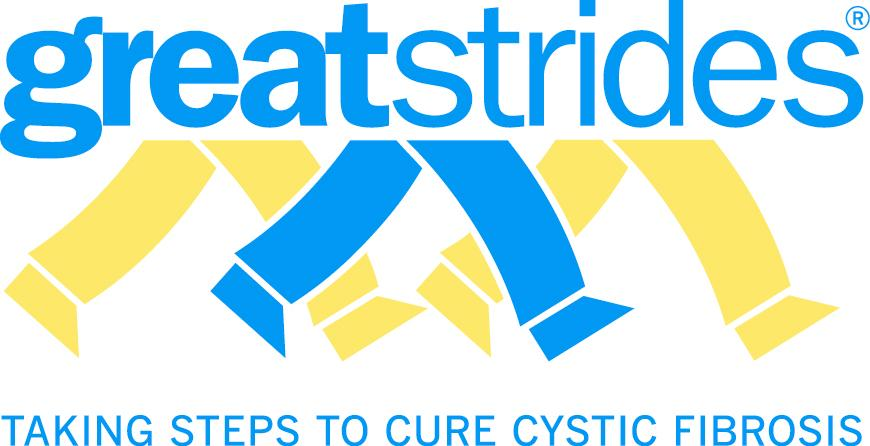 greatstrides®
TAKING STEPS TO CURE CYSTIC FIBROSIS